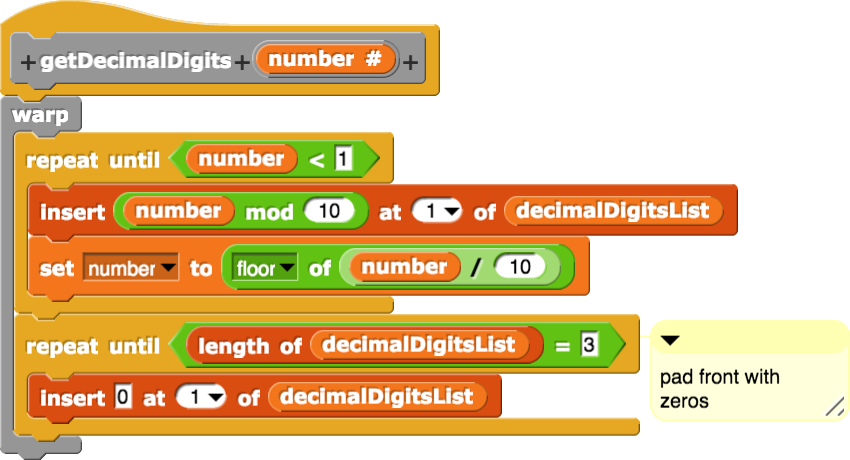 + getDecimalDigits + number # +
warp
repeat until number < 1
insert number mod 10 at 1 of decimalDigitsList
set number to floor of number / 10
repeat until length of decimalDigitsList = 3
pad front with
zeros
insert 0 at 1 of decimalDigitsList